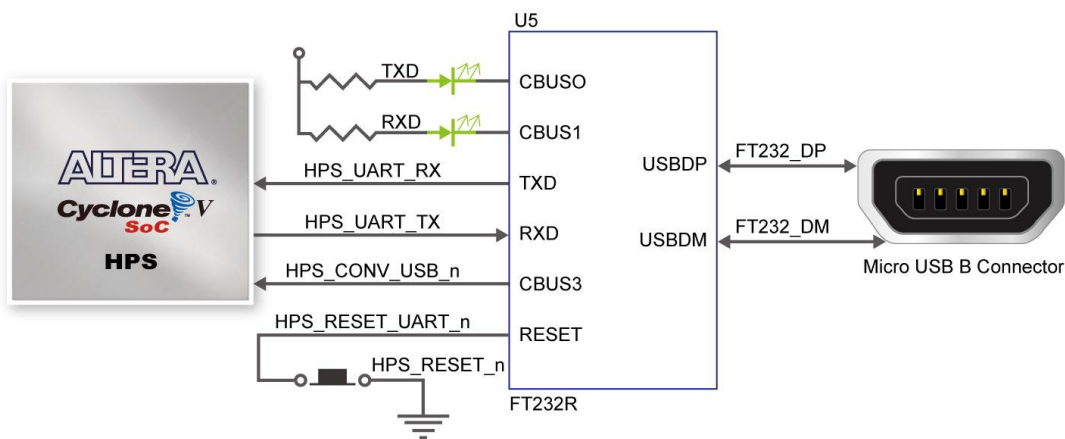 U5
TXD
CBUSO
RXD
CBUS1
HPS_UART_RX
TXD
HPS_UART_TX
RXD
HPS_CONV_USB_n
CBUS3
HPS_RESET_UART_n
RESET
HPS_RESET_n
FT232R
ALTERA.
Cyclone V
SoC
HPS
USBDP
FT232_DP
USBDM
FT232_DM
Micro USB B Connector